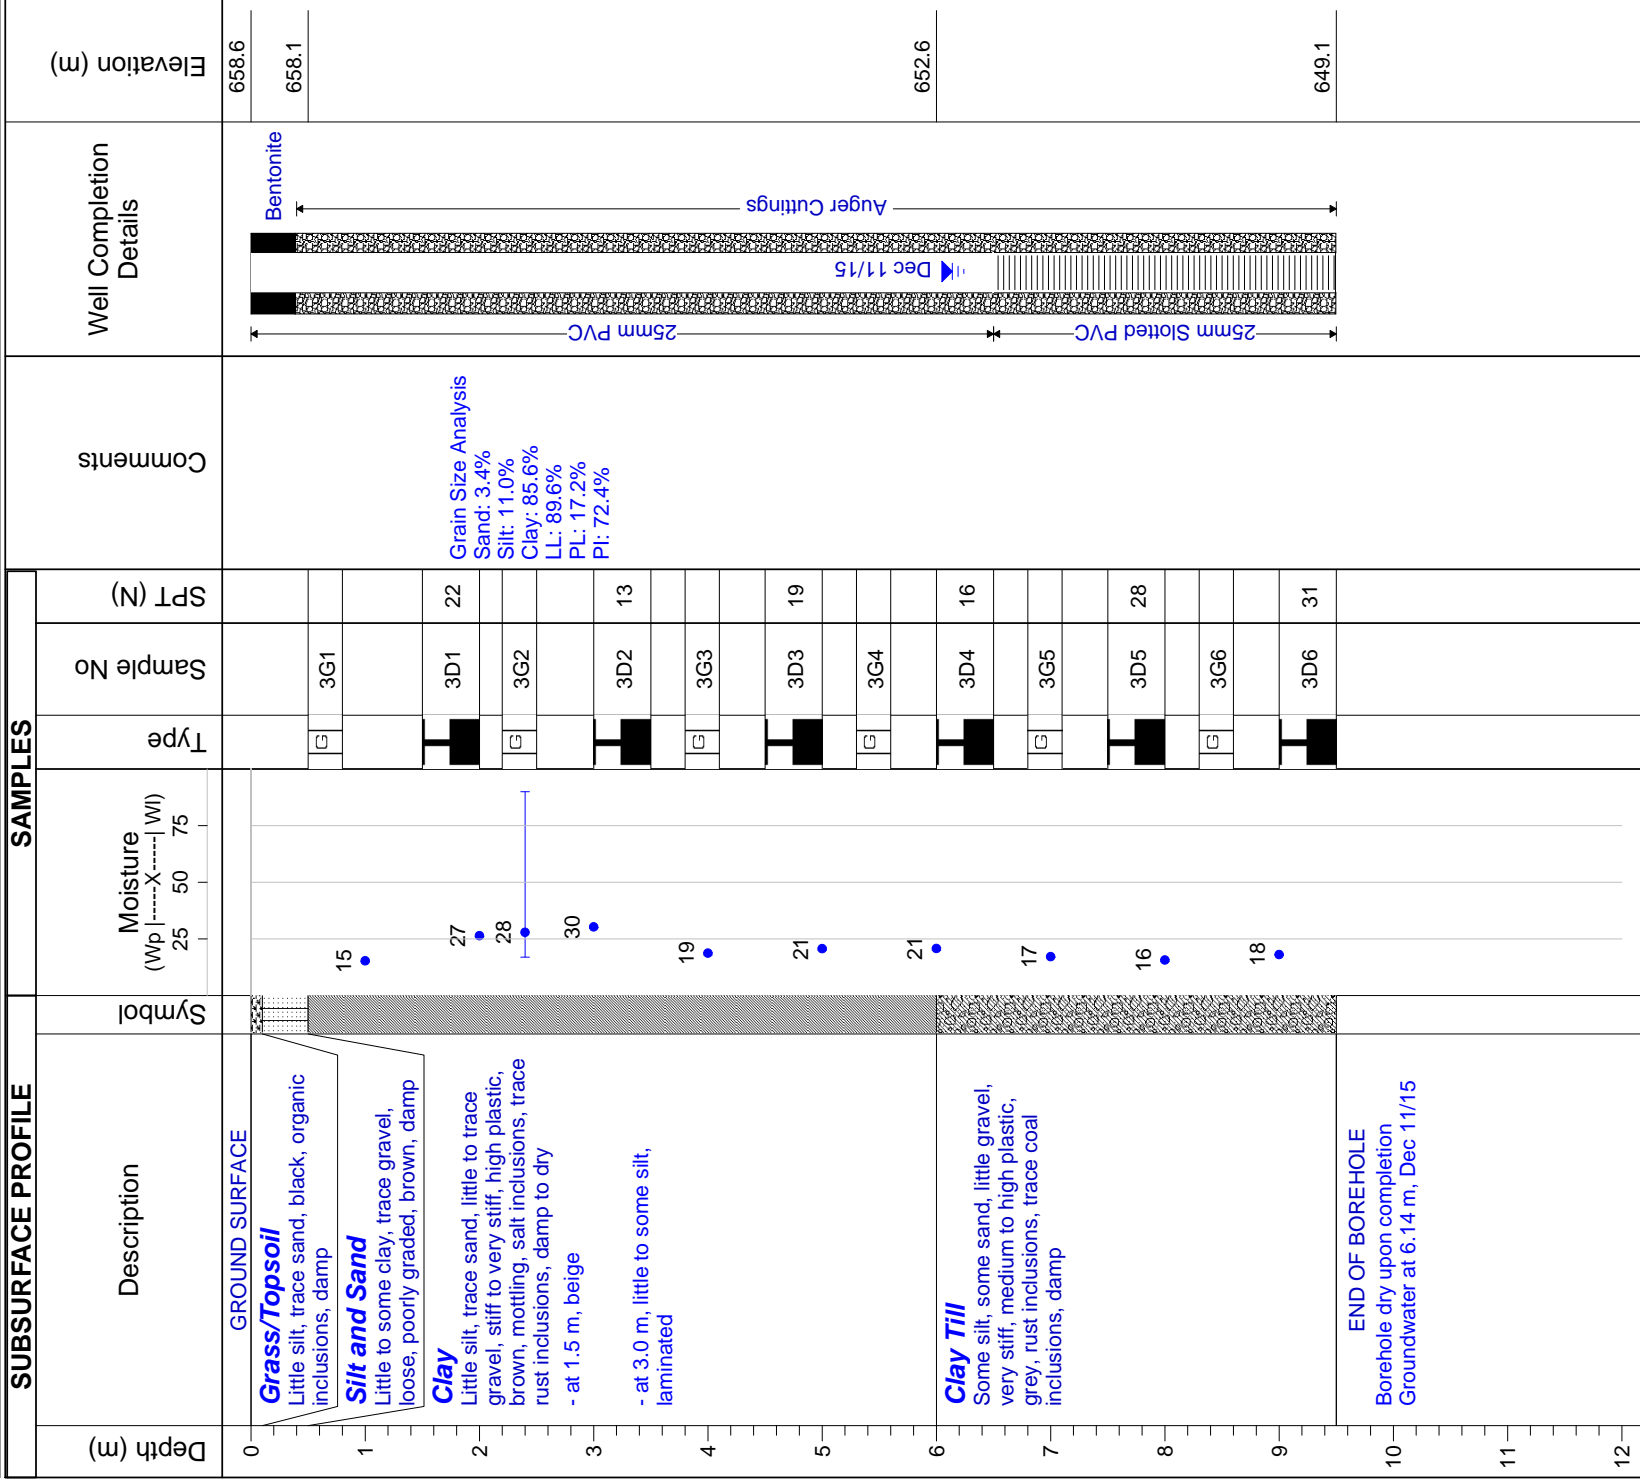 SUBSURFACE PROFILE
SAMPLES
Depth (m)
Description
Symbol
Moisture
(Wp |-----X-----| Wl)
25 50 75
Type
Sample No
SPT (N)
Comments
Well Completion
Details
Elevation (m)
0
1
2
3
4
5
6
7
8
9
10
11
12
GROUND SURFACE
Grass/Topsoil
Little silt, trace sand, black, organic
inclusions, damp
Silt and Sand
Little to some clay, trace gravel,
loose, poorly graded, brown, damp
Clay
Little silt, trace sand, little to trace
gravel, stiff to very stiff, high plastic,
brown, mottling, salt inclusions, trace
rust inclusions, damp to dry
- at 1.5 m, beige
- at 3.0 m, little to some silt,
laminated
Clay Till
Some silt, some sand, little gravel,
very stiff, medium to high plastic,
grey, rust inclusions, trace coal
inclusions, damp
END OF BOREHOLE
Borehole dry upon completion
Groundwater at 6.14 m, Dec 11/15
15
27
28
30
19
21
21
17
16
18
G
G
G
G
G
G
3G1
3D1
3G2
3D2
3G3
3D3
3G4
3D4
3G5
3D5
3G6
3D6
22
13
19
16
28
31
Grain Size Analysis
Sand: 3.4%
Silt: 11.0%
Clay: 85.6%
LL: 89.6%
PL: 17.2%
PI: 72.4%
25mm PVC
25mm Slotted PVC
Dec 11/15
Auger Cuttings
Bentonite
658.6
658.1
652.6
649.1